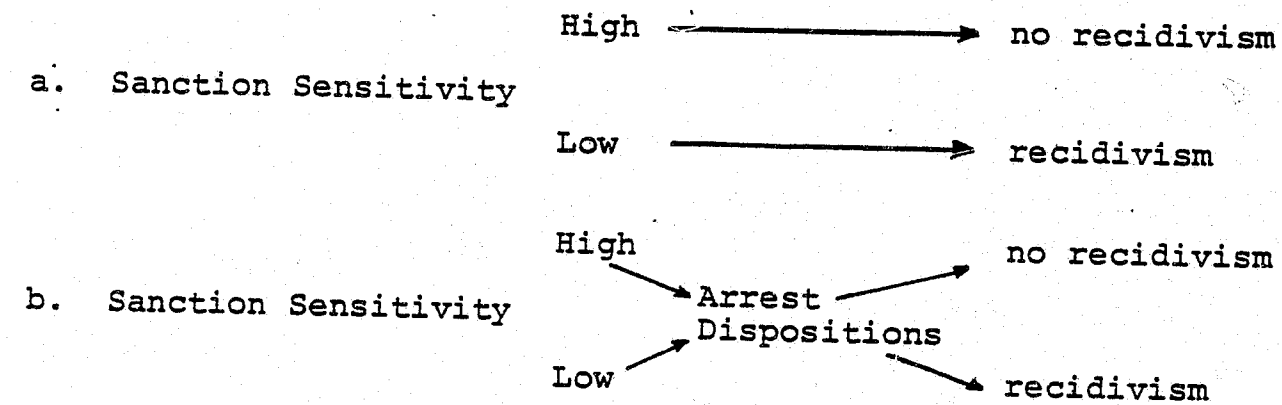 High no recidivism
a. Sanction Sensitivity
Low recidivism
High no recidivism
b. Sanction Sensitivity Arrest
Dispositions
Low recidivism